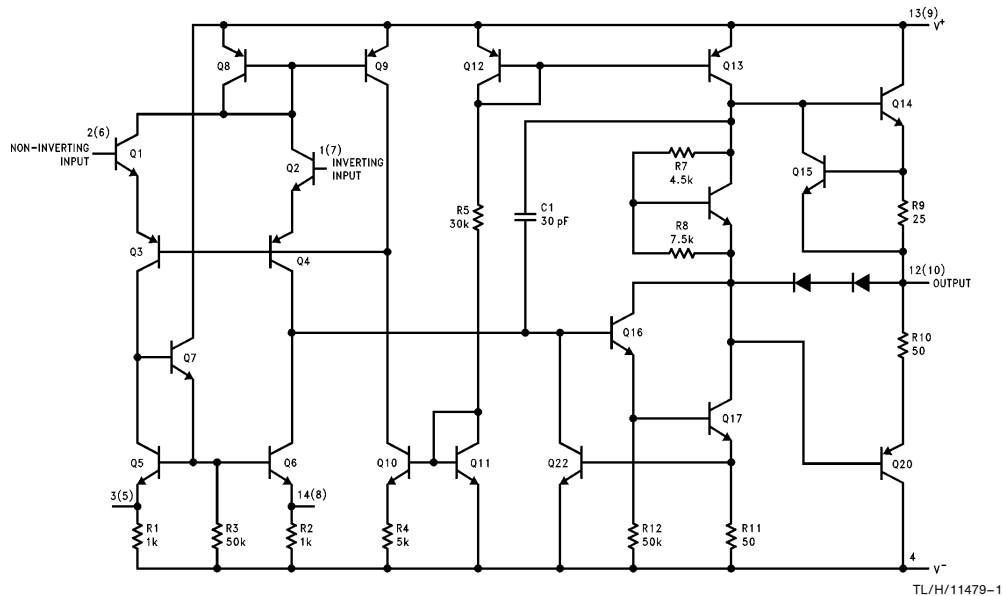 13(9)
V+
Q8
Q9
Q12
Q13
Q14
2(6)
NON-INVERTING
INPUT
Q1
1(7)
Q2
INVERTING
INPUT
R7
4.5k
Q15
R5
30k
C1
30 pF
R9
25
R8
7.5k
Q3
Q4
12(10)
OUTPUT
Q16
R10
50
Q7
Q17
Q5
Q6
Q10
Q11
Q22
Q20
3(5)
14(8)
R1
1k
R3
50k
R2
1k
R4
5k
R12
50k
R11
50
4
V-
TL/H/11479-1